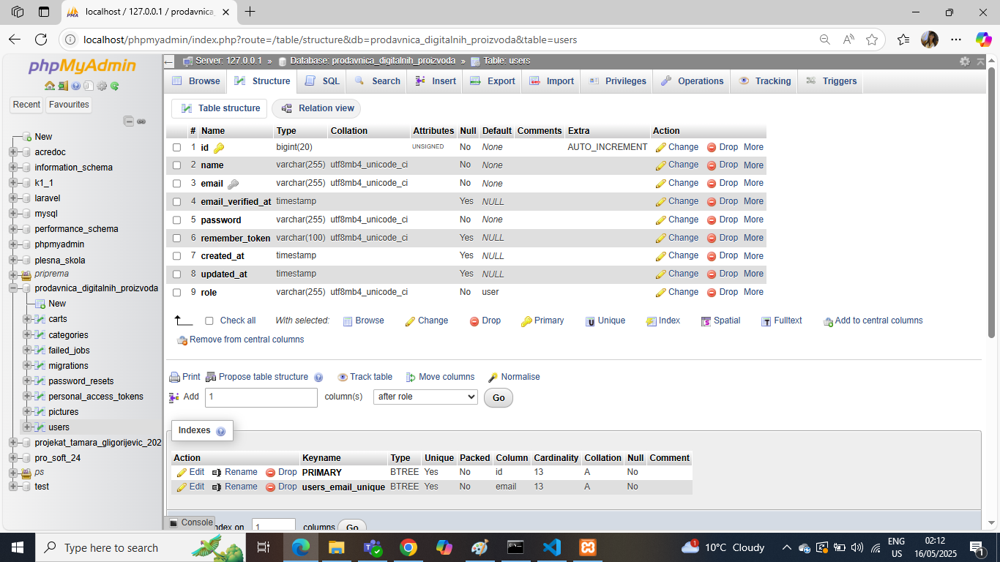 localhost / 127.0.0.1 / prodavnica_
localhost/phpmyadmin/index.php?route=/table/structure&db=prodavnica_digitalnih_proizvoda&table=users
phpMyAdmin
Recent Favourites
New
acredoc
information_schema
k1_1
laravel
mysql
performance_schema
phpmyadmin
plesna_skola
priprema
prodavnica_digitalnih_proizvoda
New
carts
categories
failed_jobs
migrations
password_resets
personal_access_tokens
pictures
users
projekat_tamara_gligorijevic_202
pro_soft_24
ps
test
Server: 127.0.0.1 » Database: prodavnica_digitalnih_proizvoda » Table: users
Browse Structure SQL Search Insert Export Import Privileges Operations Tracking Triggers
Table structure Relation view
# Name Type Collation Attributes Null Default Comments Extra Action
1 id bigint(20) UNSIGNED No None AUTO_INCREMENT Change Drop More
2 name varchar(255) utf8mb4_unicode_ci No None Change Drop More
3 email varchar(255) utf8mb4_unicode_ci No None Change Drop More
4 email_verified_at timestamp Yes NULL Change Drop More
5 password varchar(255) utf8mb4_unicode_ci No None Change Drop More
6 remember_token varchar(100) utf8mb4_unicode_ci Yes NULL Change Drop More
7 created_at timestamp Yes NULL Change Drop More
8 updated_at timestamp Yes NULL Change Drop More
9 role varchar(255) utf8mb4_unicode_ci No user Change Drop More
Check all With selected: Browse Change Drop Primary Unique Index Spatial Fulltext Add to central columns
Remove from central columns
Print Propose table structure Track table Move columns Normalise
Add 1 column(s) after role Go
Indexes
Action Keyname Type Unique Packed Column Cardinality Collation Null Comment
Edit Rename Drop PRIMARY BTREE Yes No id 13 A No
Edit Rename Drop users_email_unique BTREE Yes No email 13 A No
Console ndex on 1 columns Go
Type here to search
1 10°C Cloudy ENG US 02:12 16/05/2025 1